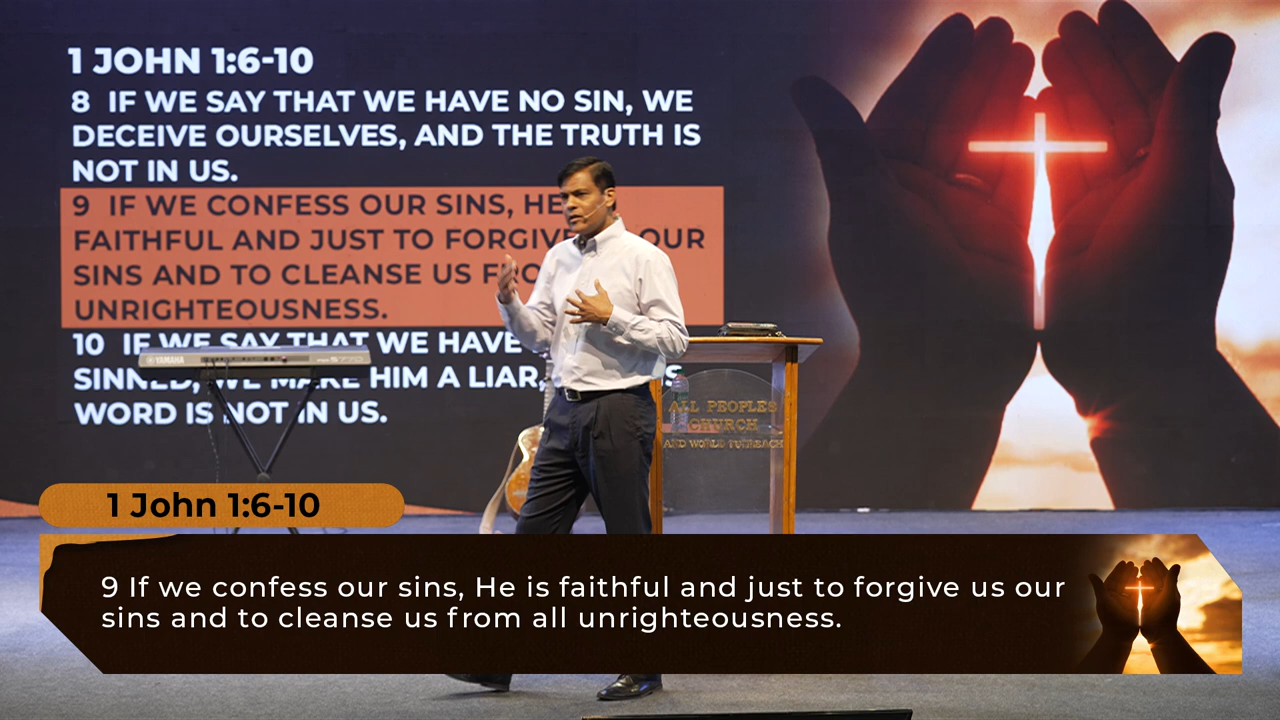 1 JOHN 1:6-10
8 IF WE SAY THAT WE HAVE NO SIN, WE
DECEIVE OURSELVES, AND THE TRUTH IS
NOT IN US.
9 IF WE CONFESS OUR SINS, HE
FAITHFUL AND JUST TO FORGIVE OUR
SINS AND TO CLEANSE US
UNRIGHTEOUSNESS.
10 IF WE SAY THAT WE HAVE
SINNED, WE MAKE HIM A LIAR,
WORD IS NOT IN US.
YAMAHA
ALL PEOPLES
CHURCH
AND WORLD OUTREACH
1 John 1:6-10
9 If we confess our sins, He is faithful and just to forgive us our
sins and to cleanse us from all unrighteousness.